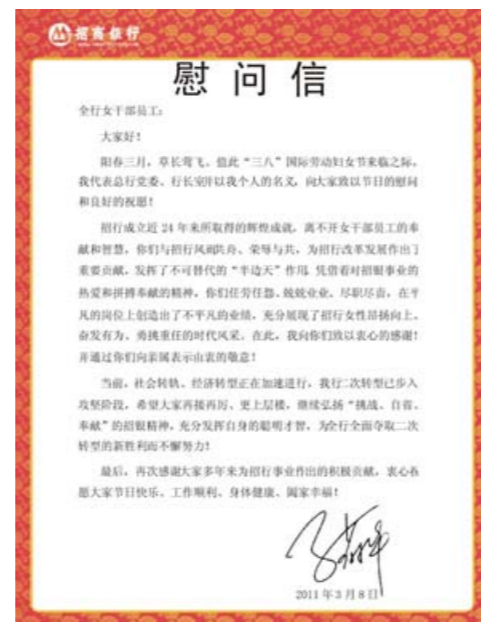 招商银行
慰问信
全行女干部员工：
大家好！
阳春三月，草长莺飞。值此“三八”国际劳动妇女节来临之际，
我代表总行党委、行长室并以我个人的名义，向大家致以节日的慰问
和良好的祝愿！
招行成立近 24 年来所取得的辉煌成就，离不开女干部员工的奉
献和智慧，你们与招行风雨共舟、荣辱与共，为招行改革发展作出了
重要贡献，发挥了不可替代的“半边天”作用。凭借着对招银事业的
热爱和拼搏奉献的精神，你们任劳任怨、兢兢业业、尽职尽责，在平
凡的岗位上创造出了不平凡的业绩，充分展现了招行女性昂扬向上、
奋发有为、勇挑重任的时代风采。在此，我向你们致以衷心的感谢！
并通过你们向亲属表示由衷的敬意！
当前，社会转轨、经济转型正在加速进行，我行二次转型已步入
攻坚阶段，希望大家再接再厉、更上层楼，继续弘扬“挑战、自省、
奉献”的招银精神，充分发挥自身的聪明才智，为全行全面夺取二次
转型的新胜利而不懈努力！
最后，再次感谢大家多年来为招行事业作出的积极贡献，衷心祝
愿大家节日快乐、工作顺利、身体健康、阖家幸福！
2011 年 3 月 8 日